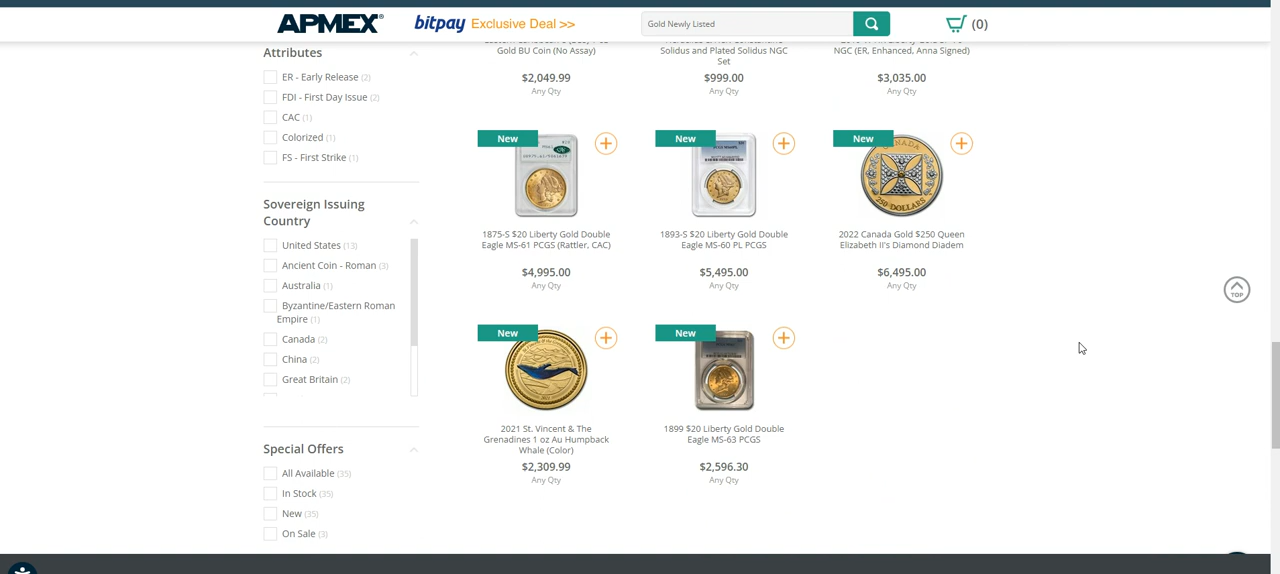 APMEX®
bitpay Exclusive Deal >>
Gold Newly Listed
(0)
Attributes
ER - Early Release (2)
FDI - First Day Issue (2)
CAC (1)
Colorized (1)
FS - First Strike (1)
Sovereign Issuing
Country
United States (13)
Ancient Coin - Roman (3)
Australia (1)
Byzantine/Eastern Roman
Empire (1)
Canada (2)
China (2)
Great Britain (2)
Special Offers
All Available (35)
In Stock (35)
New (35)
On Sale (3)
Gold BU Coin (No Assay)
$2,049.99
Any Qty
Solidus and Plated Solidus NGC
Set
$999.00
Any Qty
NGC (ER, Enhanced, Anna Signed)
$3,035.00
Any Qty
New
1875-S $20 Liberty Gold Double
Eagle MS-61 PCGS (Rattler, CAC)
$4,995.00
Any Qty
New
1893-S $20 Liberty Gold Double
Eagle MS-60 PL PCGS
$5,495.00
Any Qty
New
CANADA
250 DOLLARS
2022 Canada Gold $250 Queen
Elizabeth II's Diamond Diadem
$6,495.00
Any Qty
New
2021 St. Vincent & The
Grenadines 1 oz Au Humpback
Whale (Color)
$2,309.99
Any Qty
New
1899 $20 Liberty Gold Double
Eagle MS-63 PCGS
$2,596.30
Any Qty
TOP